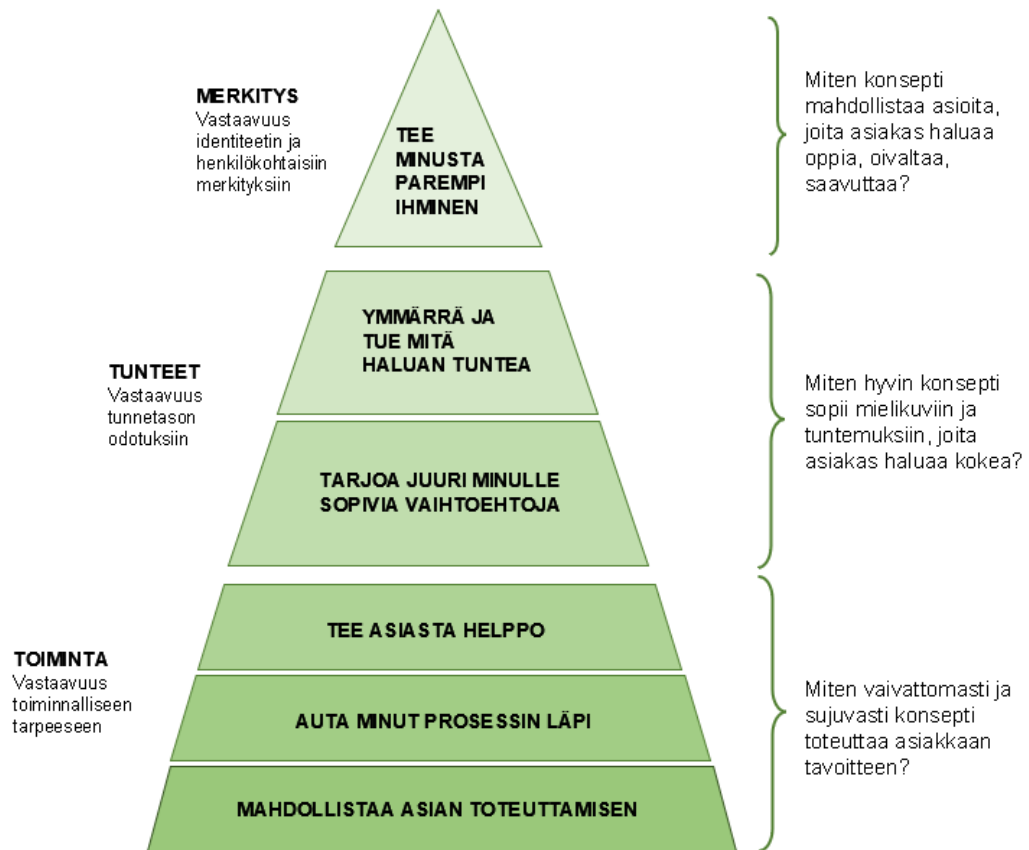 MERKITYS
Vastaavuus
identiteetin ja
henkilökohtaisiin
merkityksiin
TEE
MINUSTA
PAREMPI
IHMINEN
Miten konsepti
mahdollistaa asioita,
joita asiakas haluaa
oppia, oivaltaa,
saavuttaa?
TUNTEET
Vastaavuus
tunnetason
odotuksiin
YMMÄRRÄ JA
TUE MITÄ
HALUAN TUNTEA
TARJOA JUURI MINULLE
SOPIVIA VAIHTOEHTOJA
Miten hyvin konsepti
sopii mielikuviin ja
tuntemuksiin, joita
asiakas haluaa kokea?
TOIMINTA
Vastaavuus
toiminnalliseen
tarpeeseen
TEE ASIASTA HELPPO
AUTA MINUT PROSESSIN LÄPI
MAHDOLLISTAA ASIAN TOTEUTTAMISEN
Miten vaivattomasti ja
sujuvasti konsepti
toteuttaa asiakkaan
tavoitteen?